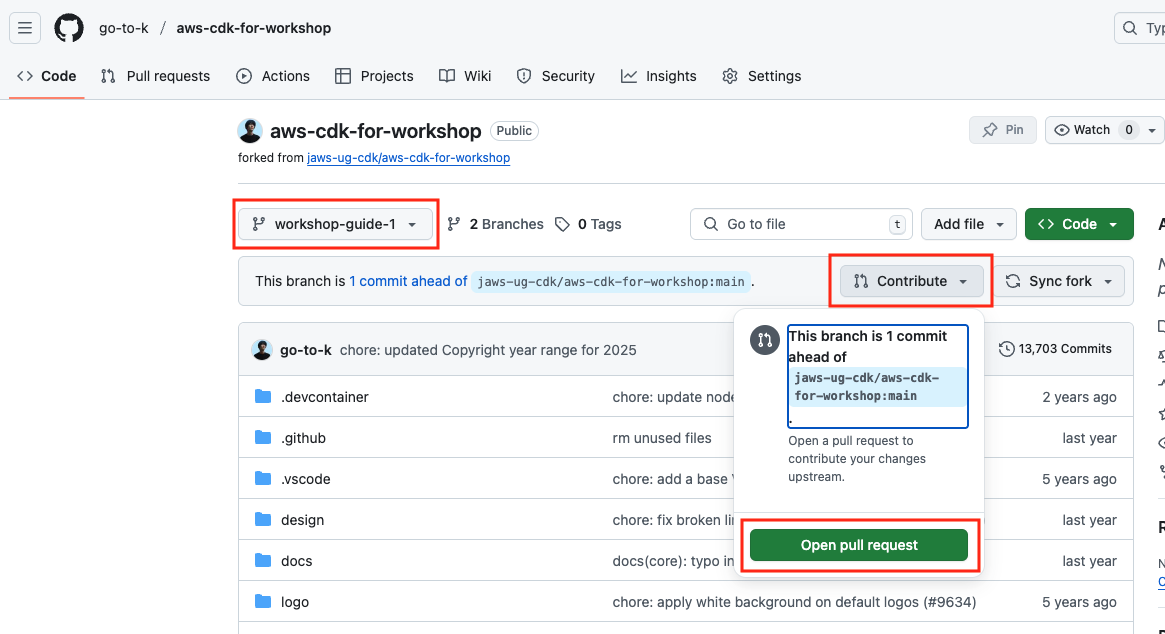 go-to-k / aws-cdk-for-workshop
Code Pull requests Actions Projects Wiki Security Insights Settings
aws-cdk-for-workshop Public
Pin Watch 0
forked from jaws-ug-cdk/aws-cdk-for-workshop
workshop-guide-1 2 Branches 0 Tags Go to file t Add file Code
This branch is 1 commit ahead of jaws-ug-cdk/aws-cdk-for-workshop:main .
Contribute Sync fork
This branch is 1 commit
ahead of
jaws-ug-cdk/aws-cdk-
for-workshop:main
.
Open a pull request to
contribute your changes
upstream.
Open pull request
go-to-k chore: updated Copyright year range for 2025 13,703 Commits
.devcontainer chore: update node 2 years ago
.github rm unused files last year
.vscode chore: add a base 5 years ago
design chore: fix broken last year
docs docs(core): typo in last year
logo chore: apply white background on default logos (#9634) 5 years ago